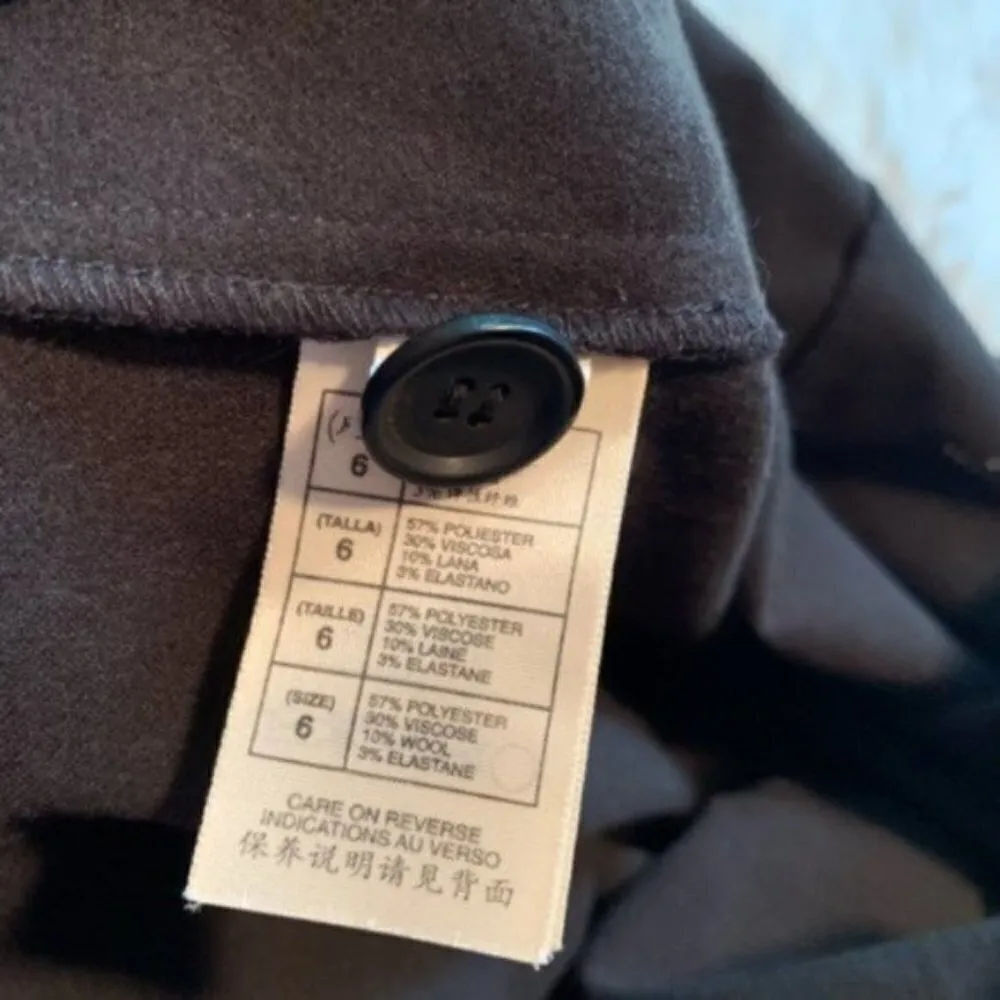 6
(TALLA)
6
57% POLIESTER
30% VISCOSA
10% LANA
3% ELASTANO
(TAILLE)
6
57% POLYESTER
30% VISCOSE
10% LAINE
3% ELASTANE
(SIZE)
6
57% POLYESTER
30% VISCOSE
10% WOOL
3% ELASTANE
CARE ON REVERSE
INDICATIONS AU VERSO
保养说明请见背面